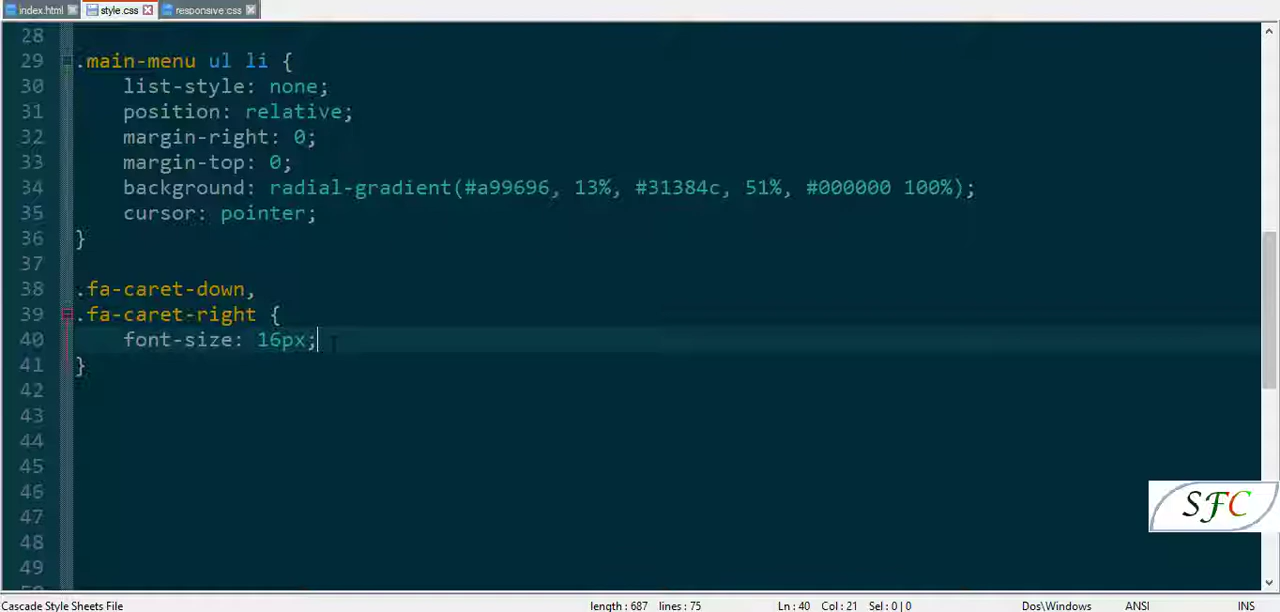 index.html style.css responsive.css
28
29 .main-menu ul li {
30 list-style: none;
31 position: relative;
32 margin-right: 0;
33 margin-top: 0;
34 background: radial-gradient(#a99696, 13%, #31384c, 51%, #000000 100%);
35 cursor: pointer;
36 }
37
38 .fa-caret-down,
39 .fa-caret-right {
40 font-size: 16px;
41 }
42
43
44
45
46
47
48
49
SFC
Cascade Style Sheets File length : 687 lines : 75 Ln : 40 Col : 21 Sel : 0 | 0 Dos\Windows ANSI INS